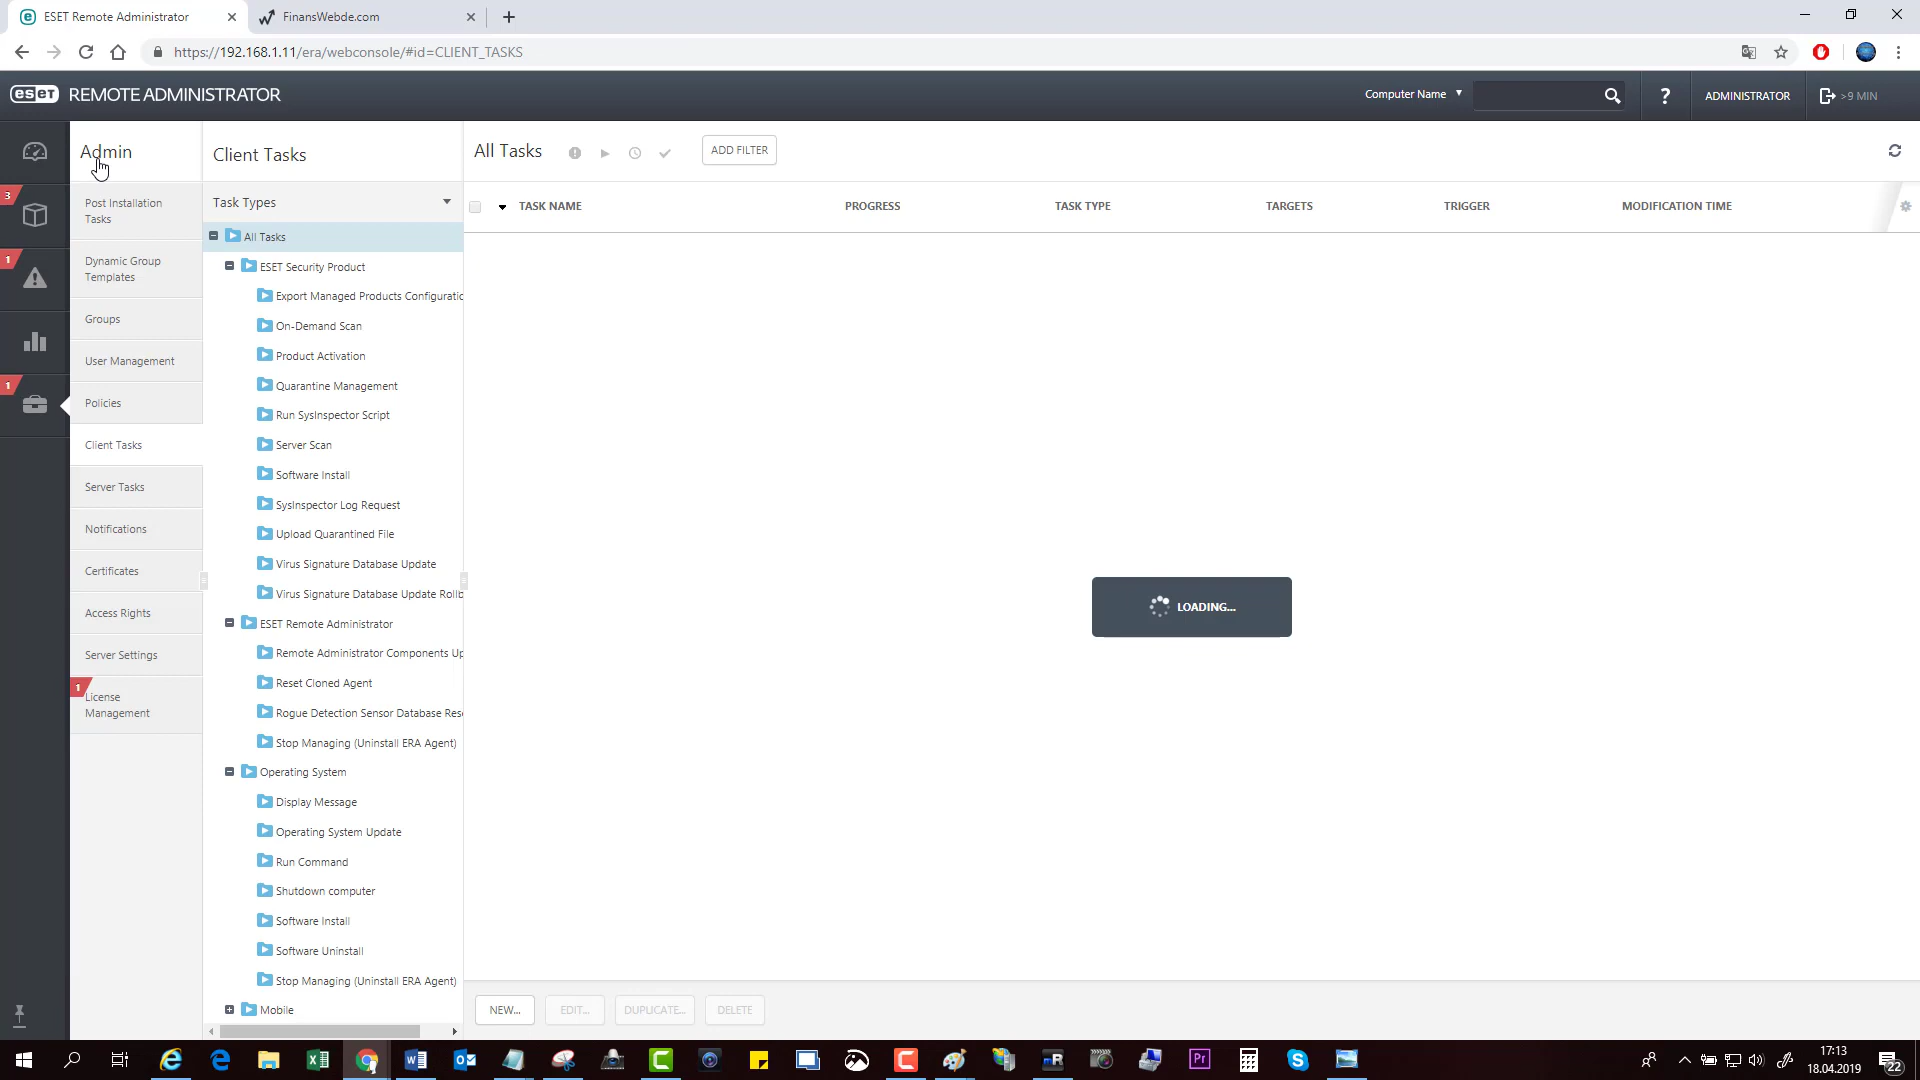 ESET Remote Administrator
FinansWebde.com
https://192.168.1.11/era/webconsole/#id=CLIENT_TASKS
eset REMOTE ADMINISTRATOR
Computer Name
?
ADMINISTRATOR
>9 MIN
Admin
Client Tasks
All Tasks
ADD FILTER
3
1
1
Post Installation
Tasks
Dynamic Group
Templates
Groups
User Management
Policies
Client Tasks
Server Tasks
Notifications
Certificates
Access Rights
Server Settings
1
License
Management
Task Types
All Tasks
ESET Security Product
Export Managed Products Configuratio
On-Demand Scan
Product Activation
Quarantine Management
Run SysInspector Script
Server Scan
Software Install
SysInspector Log Request
Upload Quarantined File
Virus Signature Database Update
Virus Signature Database Update Rollb
ESET Remote Administrator
Remote Administrator Components Up
Reset Cloned Agent
Rogue Detection Sensor Database Rese
Stop Managing (Uninstall ERA Agent)
Operating System
Display Message
Operating System Update
Run Command
Shutdown computer
Software Install
Software Uninstall
Stop Managing (Uninstall ERA Agent)
Mobile
TASK NAME
PROGRESS
TASK TYPE
TARGETS
TRIGGER
MODIFICATION TIME
LOADING...
NEW...
EDIT...
DUPLICATE...
DELETE
17:13
18.04.2019
22